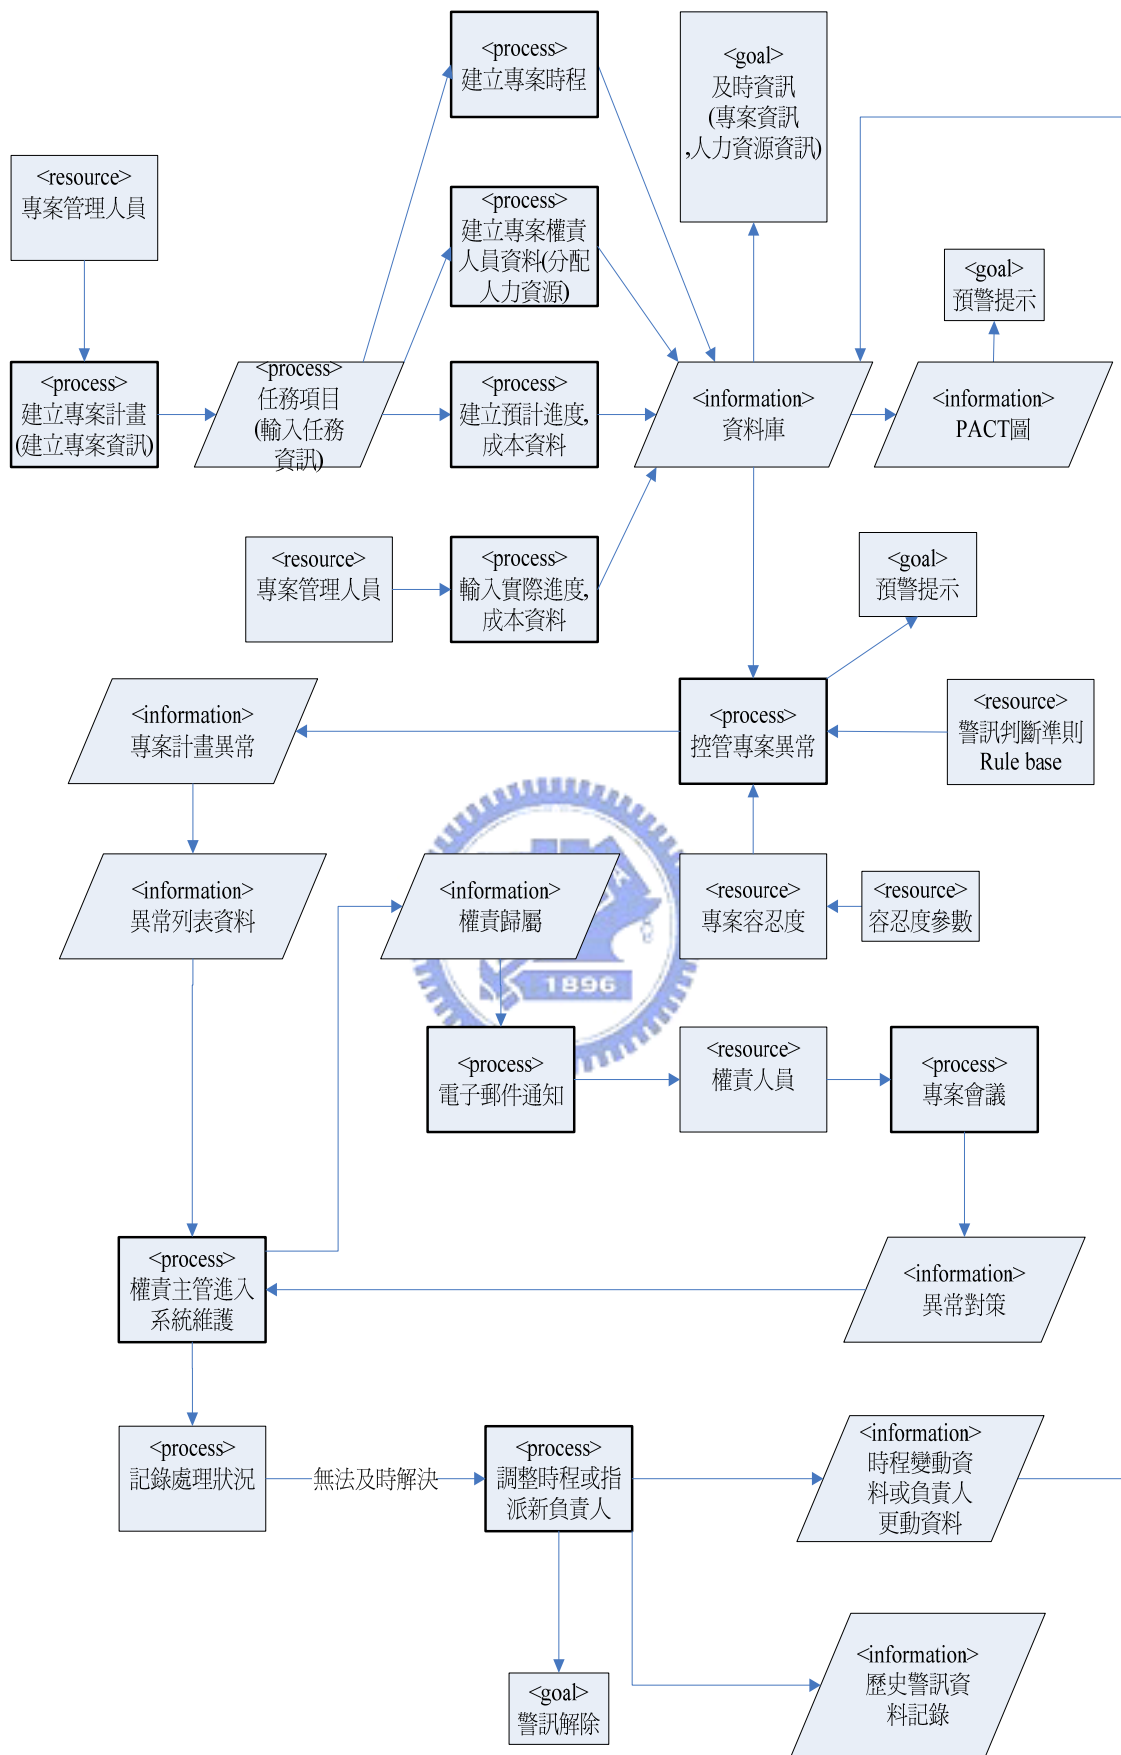 <process>
建立專案時程
<goal>
及時資訊
(專案資訊
,人力資源資訊)
<resource>
專案管理人員
<process>
建立專案權責
人員資料(分配
人力資源)
<goal>
預警提示
<process>
建立專案計畫
(建立專案資訊)
<process>
任務項目
(輸入任務
資訊)
<process>
建立預計進度,
成本資料
<information>
資料庫
<information>
PACT圖
<resource>
專案管理人員
<process>
輸入實際進度,
成本資料
<goal>
預警提示
<information>
專案計畫異常
<process>
控管專案異常
<resource>
警訊判斷準則
Rule base
<information>
異常列表資料
<information>
權責歸屬
<resource>
專案容忍度
<resource>
容忍度參數
1896
<process>
電子郵件通知
<resource>
權責人員
<process>
專案會議
<process>
權責主管進入
系統維護
<information>
異常對策
<process>
記錄處理狀況
無法及時解決
<process>
調整時程或指
派新負責人
<information>
時程變動資
料或負責人
更動資料
<goal>
警訊解除
<information>
歷史警訊資
料記錄